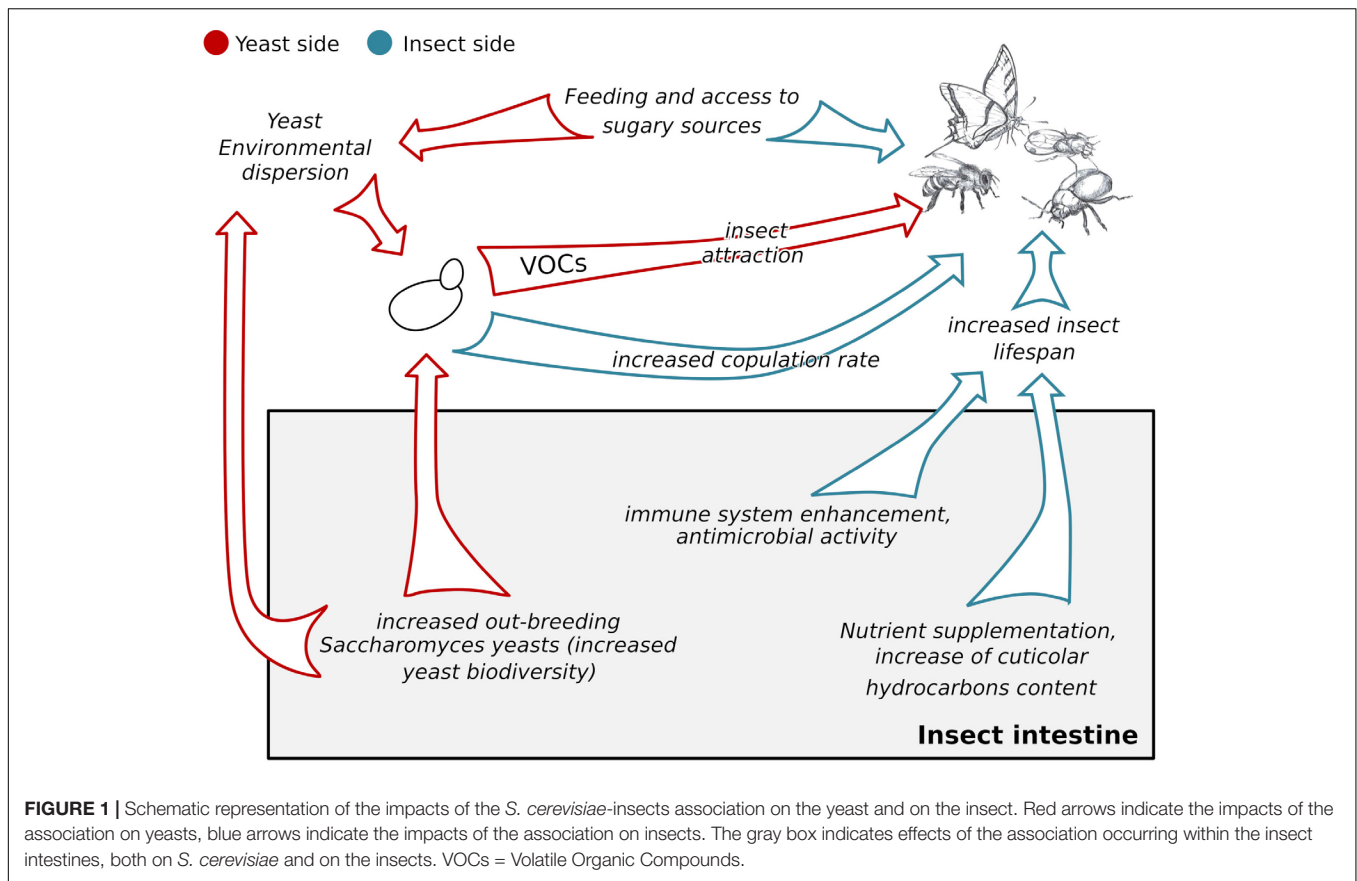 Yeast side Insect side
Feeding and access to
sugary sources
Yeast
Environmental
dispersion
insect
attraction
VOCs
increased insect
lifespan
increased copulation rate
immune system enhancement,
antimicrobial activity
increased out-breeding
Saccharomyces yeasts (increased
yeast biodiversity)
Nutrient supplementation,
increase of cuticolar
hydrocarbons content
Insect intestine
FIGURE 1 | Schematic representation of the impacts of the S. cerevisiae-insects association on the yeast and on the insect. Red arrows indicate the impacts of the
association on yeasts, blue arrows indicate the impacts of the association on insects. The gray box indicates effects of the association occurring within the insect
intestines, both on S. cerevisiae and on the insects. VOCs = Volatile Organic Compounds.